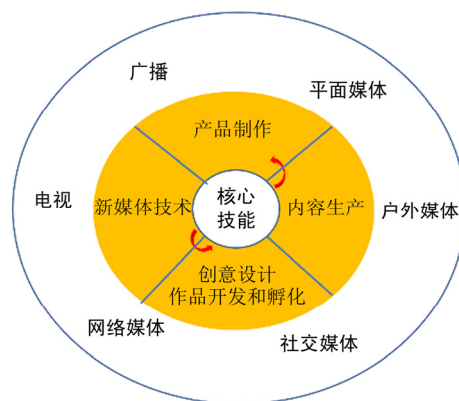 广播
平面媒体
产品制作
电视
新媒体技术
核心
技能
内容生产
户外媒体
创意设计
作品开发和孵化
网络媒体
社交媒体